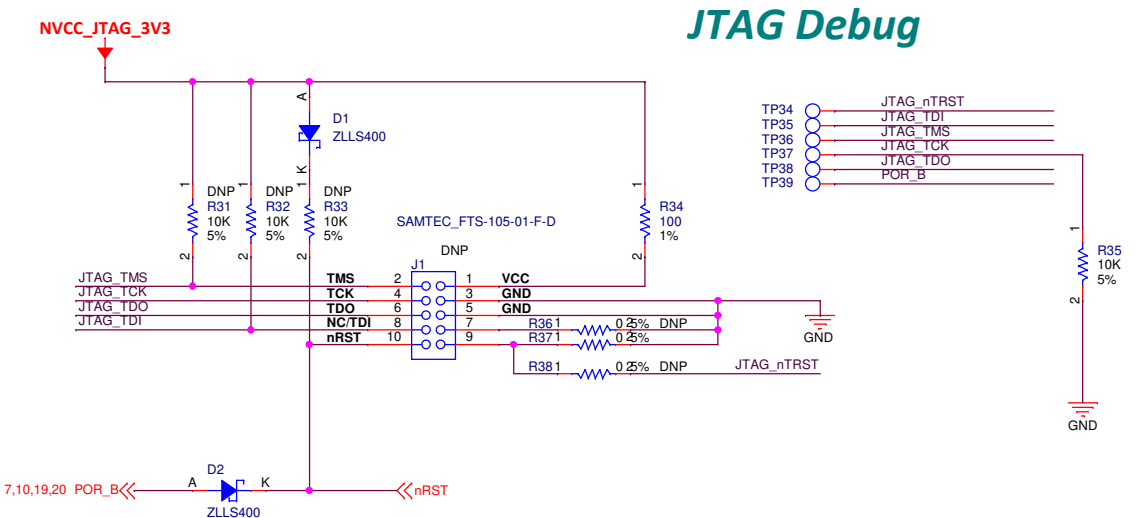 JTAG Debug
NVCC_JTAG_3V3
A
D1
ZLLS400
K
1 DNP
R31
10K
5%
2
1 DNP
R32
10K
5%
2
1 DNP
R33
10K
5%
2
1
R34
100
1%
2
SAMTEC_FTS-105-01-F-D
DNP
J1
JTAG_TMS TMS 2 1 VCC
JTAG_TCK TCK 4 3 GND
JTAG_TDO TDO 6 5 GND
JTAG_TDI NC/TDI 8 7 R36 1 0 2 5% DNP
nRST 10 9 R37 1 0 2 5%
R38 1 0 2 5% DNP JTAG_nTRST
GND
TP34 JTAG_nTRST
TP35 JTAG_TDI
TP36 JTAG_TMS
TP37 JTAG_TCK
TP38 JTAG_TDO
TP39 POR_B
1
R35
10K
5%
2
GND
D2
7,10,19,20 POR_B A K nRST
ZLLS400